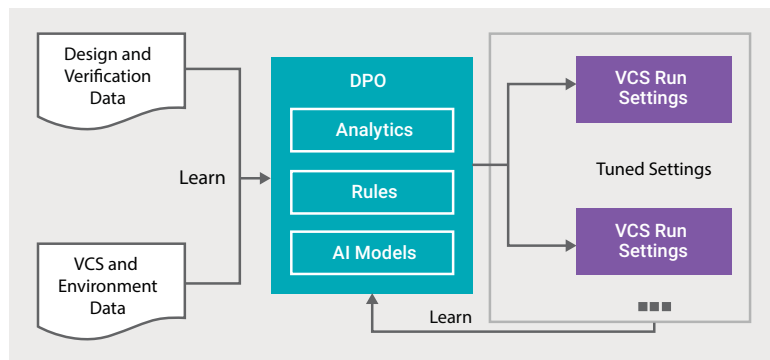 Design and
Verification
Data
Learn
VCS and
Environment
Data
DPO
Analytics
Rules
AI Models
VCS Run
Settings
Tuned Settings
VCS Run
Settings
Learn